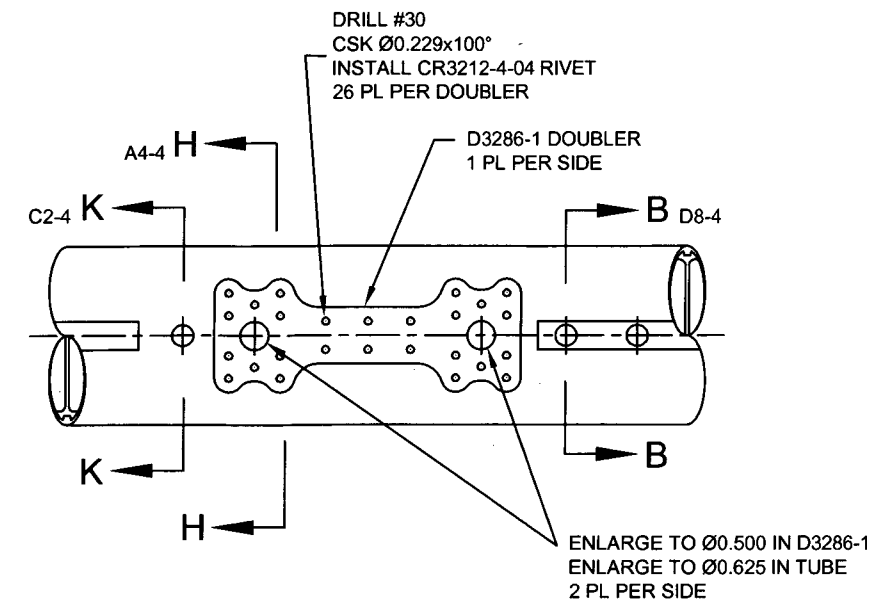 DRILL #30
CSK Ø0.229x100°
INSTALL CR3212-4-04 RIVET
26 PL PER DOUBLER
A4-4 H
D3286-1 DOUBLER
1 PL PER SIDE
C2-4 K
B D8-4
K
B
H
ENLARGE TO Ø0.500 IN D3286-1
ENLARGE TO Ø0.625 IN TUBE
2 PL PER SIDE